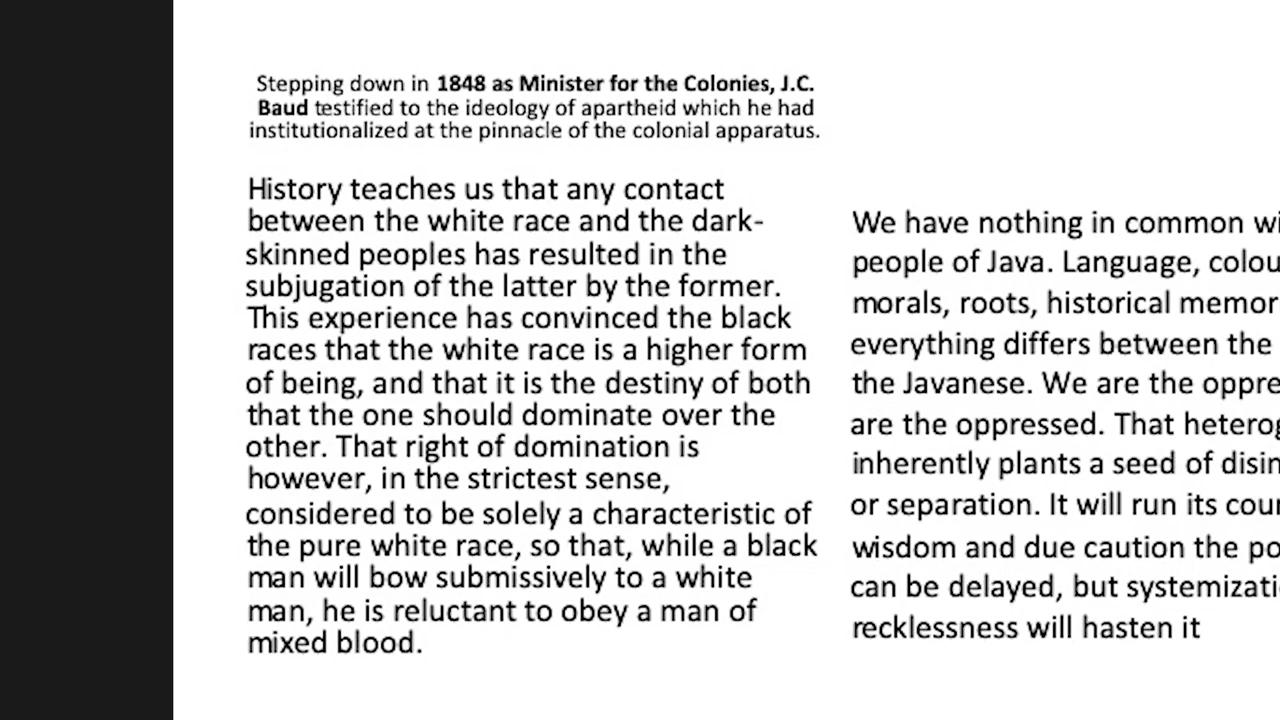 Stepping down in 1848 as Minister for the Colonies, J.C.
Baud testified to the ideology of apartheid which he had
institutionalized at the pinnacle of the colonial apparatus.
History teaches us that any contact
between the white race and the dark-
skinned peoples has resulted in the
subjugation of the latter by the former.
This experience has convinced the black
races that the white race is a higher form
of being, and that it is the destiny of both
that the one should dominate over the
other. That right of domination is
however, in the strictest sense,
considered to be solely a characteristic of
the pure white race, so that, while a black
man will bow submissively to a white
man, he is reluctant to obey a man of
mixed blood.
We have nothing in common
people of Java. Language,
morals, roots, historical
everything differs between the
the Javanese. We are the
are the oppressed. That
inherently plants a seed of
or separation. It will run its
wisdom and due caution the
can be delayed, but
recklessness will hasten it